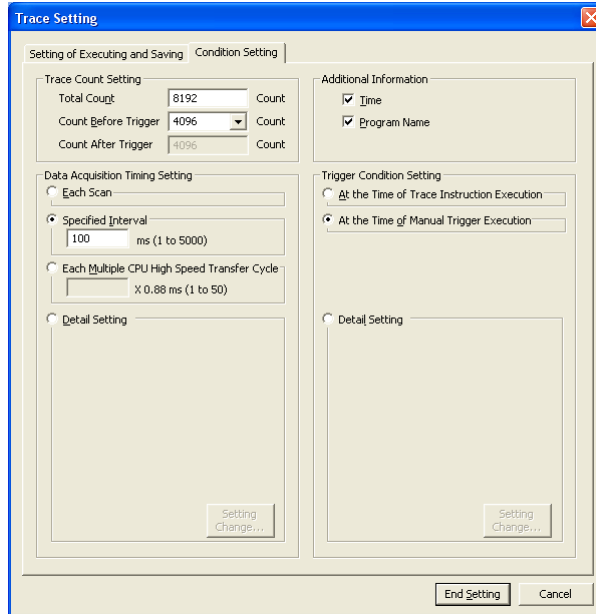 Trace Setting
Setting of Executing and Saving
Condition Setting
Trace Count Setting
Total Count
8192
Count
Count Before Trigger
4096
Count
Count After Trigger
4096
Count
Additional Information
Time
Program Name
Data Acquisition Timing Setting
Each Scan
Specified Interval
100
ms (1 to 5000)
Each Multiple CPU High Speed Transfer Cycle
X 0.88 ms (1 to 50)
Detail Setting
Setting
Change...
Trigger Condition Setting
At the Time of Trace Instruction Execution
At the Time of Manual Trigger Execution
Detail Setting
Setting
Change...
End Setting
Cancel